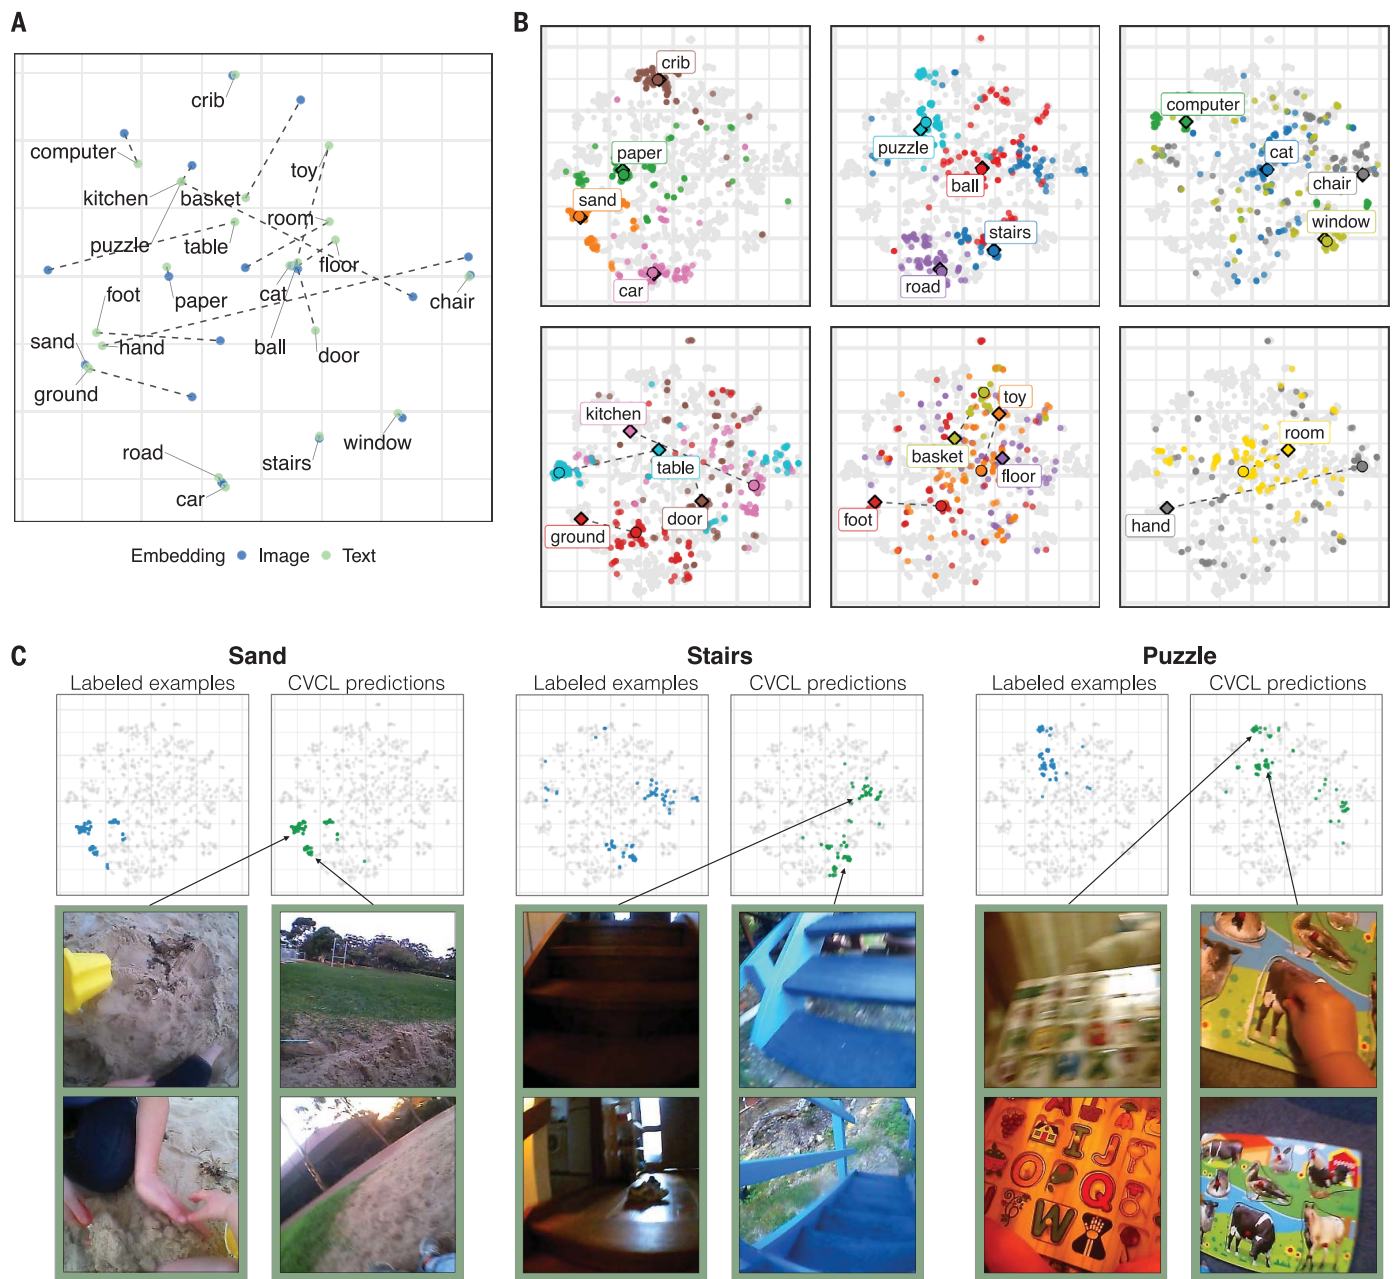 A
crib
computer
toy
kitchen
basket
room
puzzle
table
floor
foot
paper
cat
chair
sand
hand
ball
door
ground
road
window
stairs
car
Embedding Image Text
B
crib
paper
sand
car
puzzle
ball
stairs
road
computer
cat
chair
window
kitchen
table
door
ground
toy
basket
floor
foot
room
hand
C
Sand
Labeled examples
CVCL predictions
Stairs
Labeled examples
CVCL predictions
Puzzle
Labeled examples
CVCL predictions
A
I
J
O
Q
W